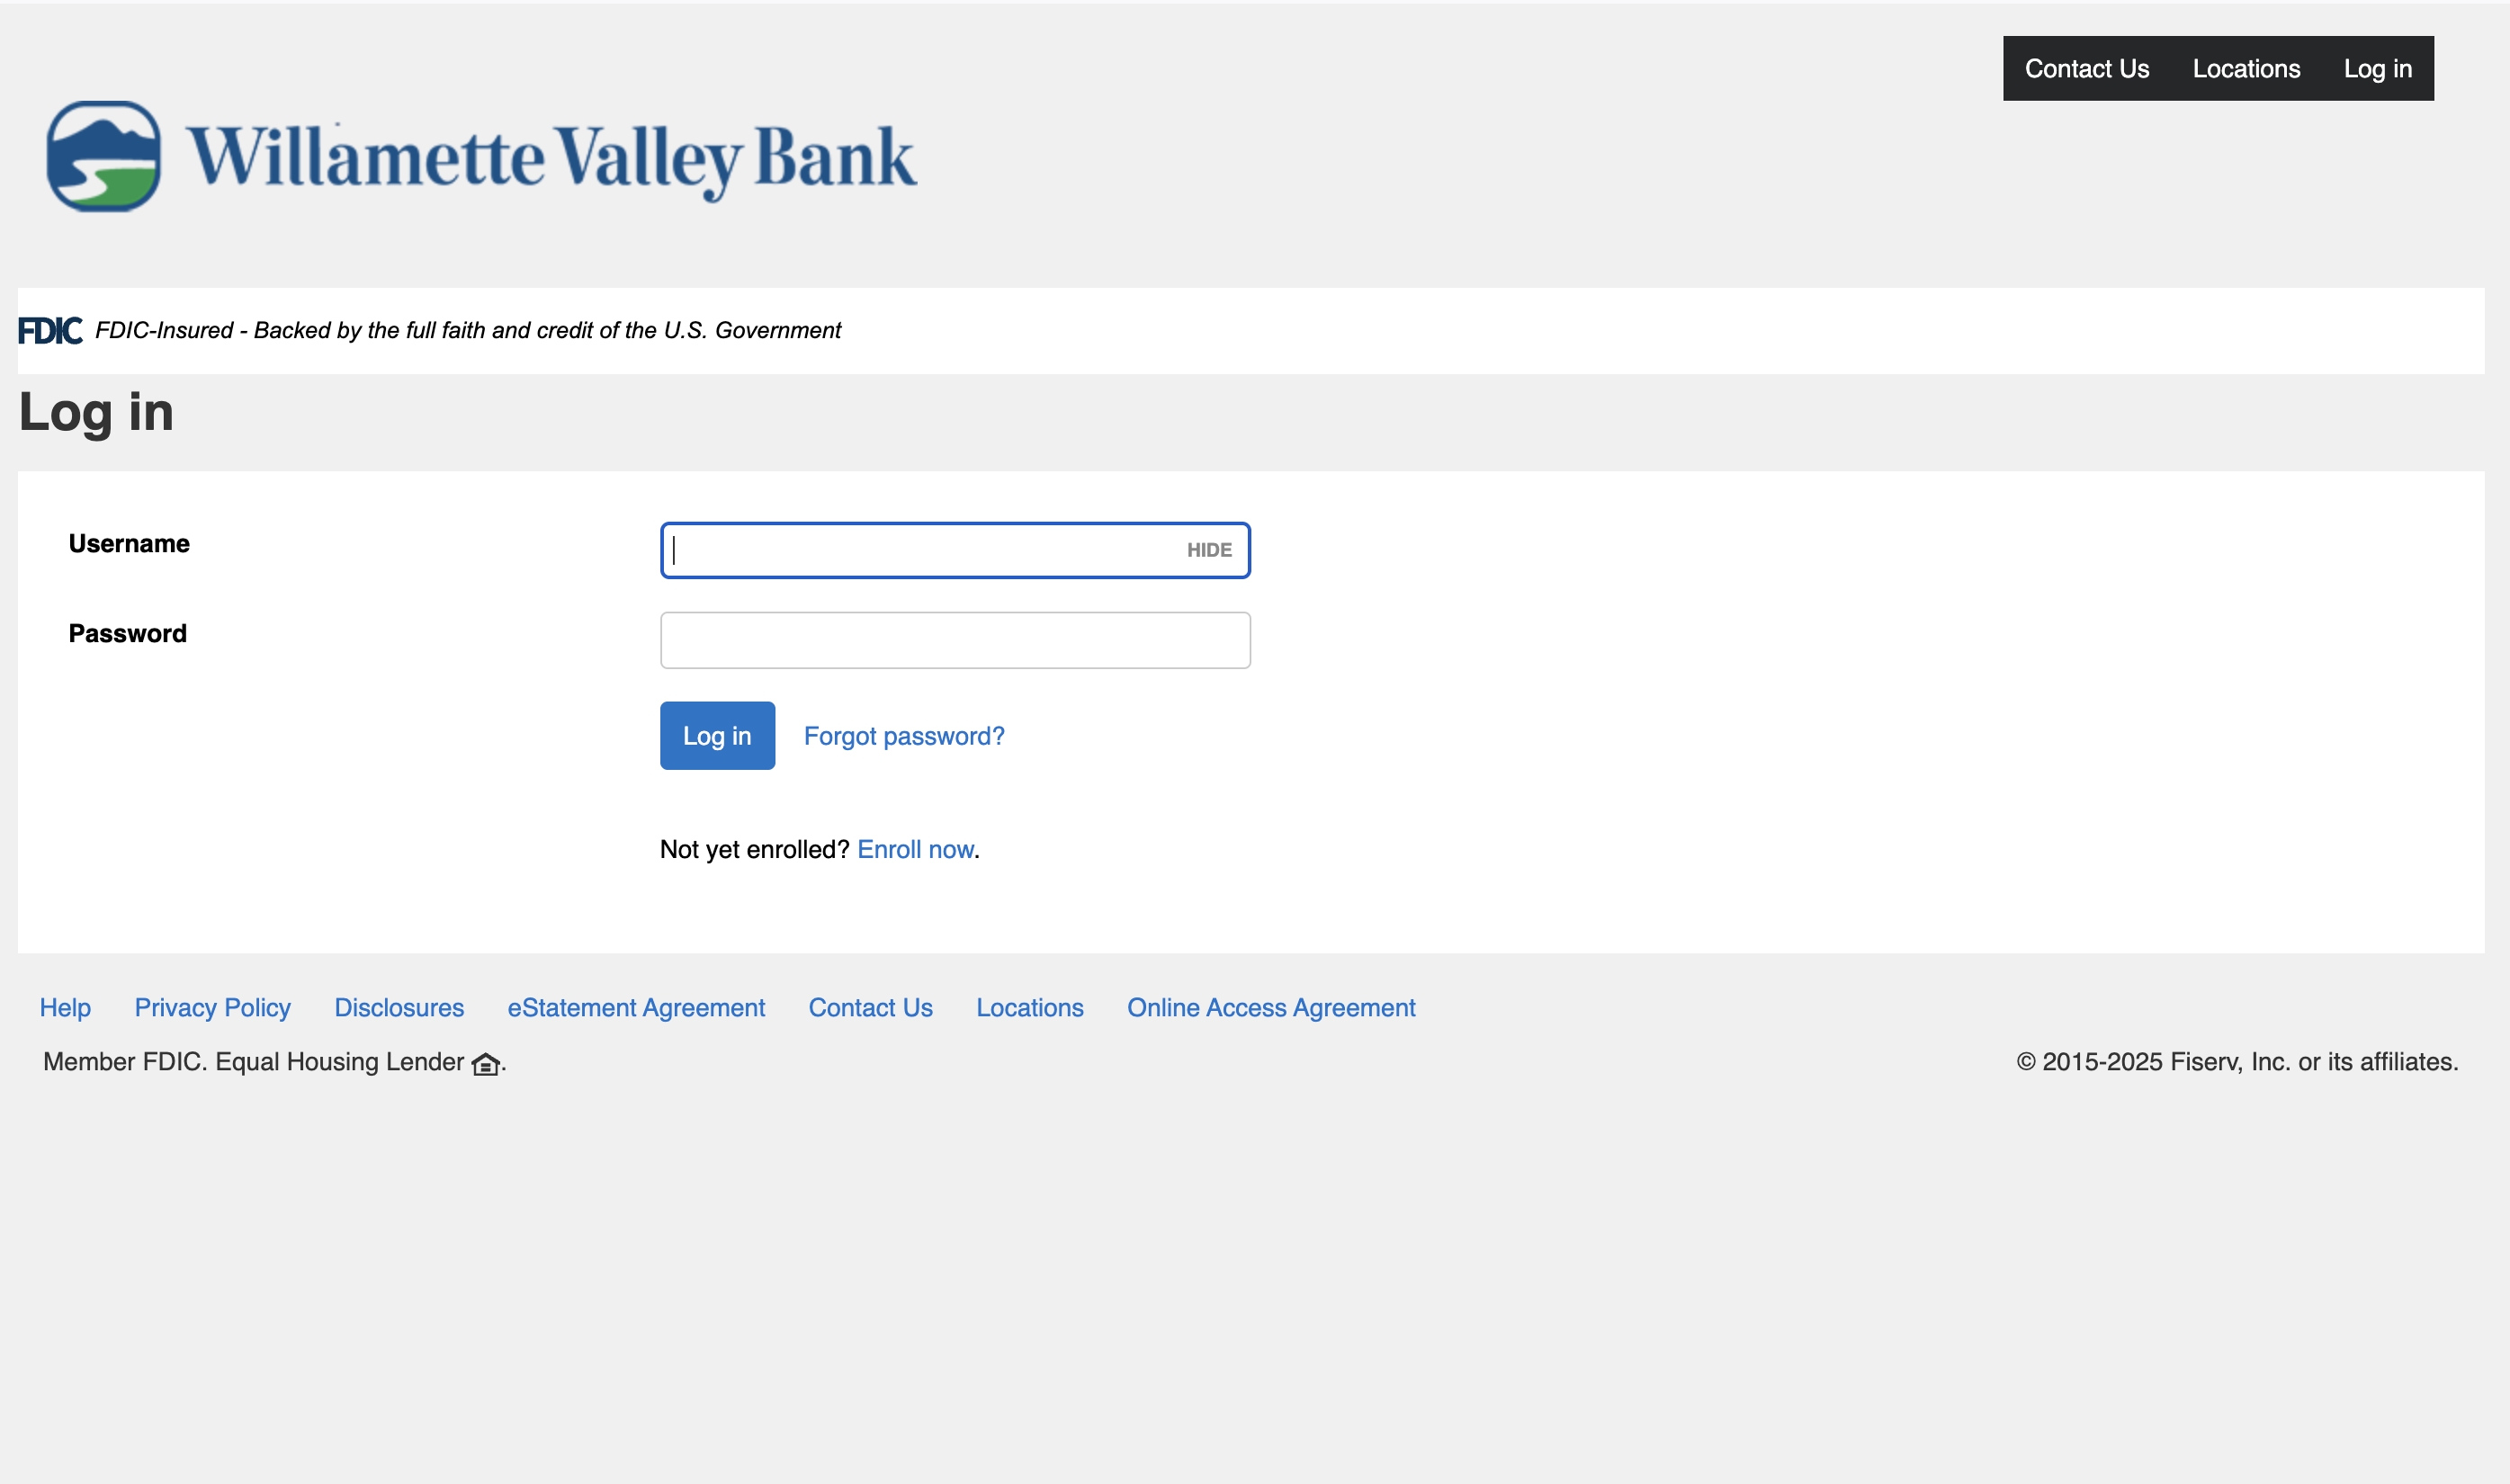 Contact Us Locations Log in
Willamette Valley Bank
FDIC FDIC-Insured - Backed by the full faith and credit of the U.S. Government
Log in
Username
HIDE
Password
Log in Forgot password?
Not yet enrolled? Enroll now.
Help Privacy Policy Disclosures eStatement Agreement Contact Us Locations Online Access Agreement
Member FDIC. Equal Housing Lender .
© 2015-2025 Fiserv, Inc. or its affiliates.